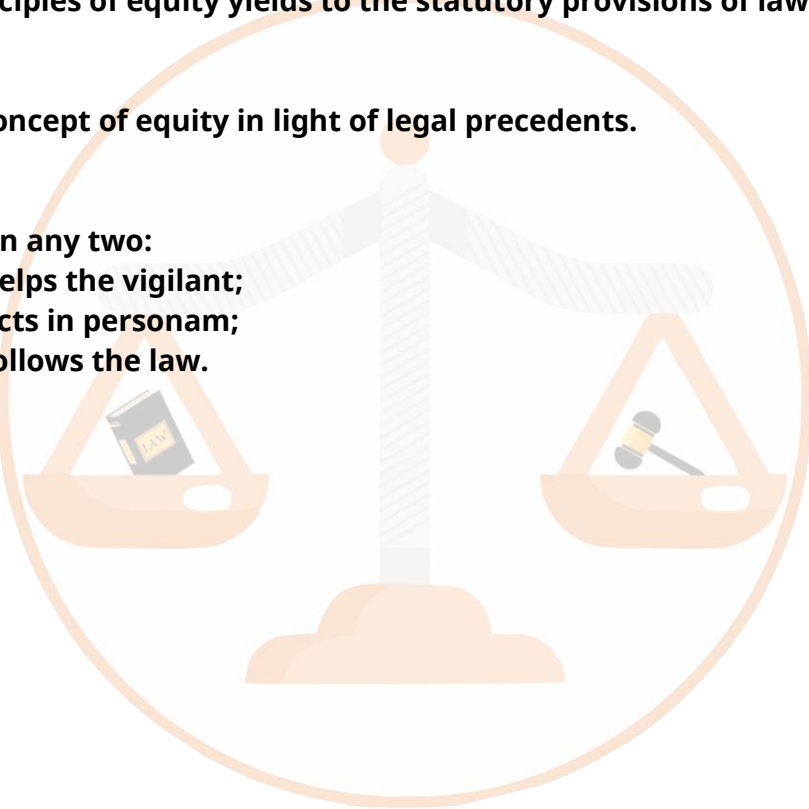 ciples of equity yields to the statutory provisions of law
oncept of equity in light of legal precedents.
n any two:
elps the vigilant;
cts in personam;
ollows the law.
LAW